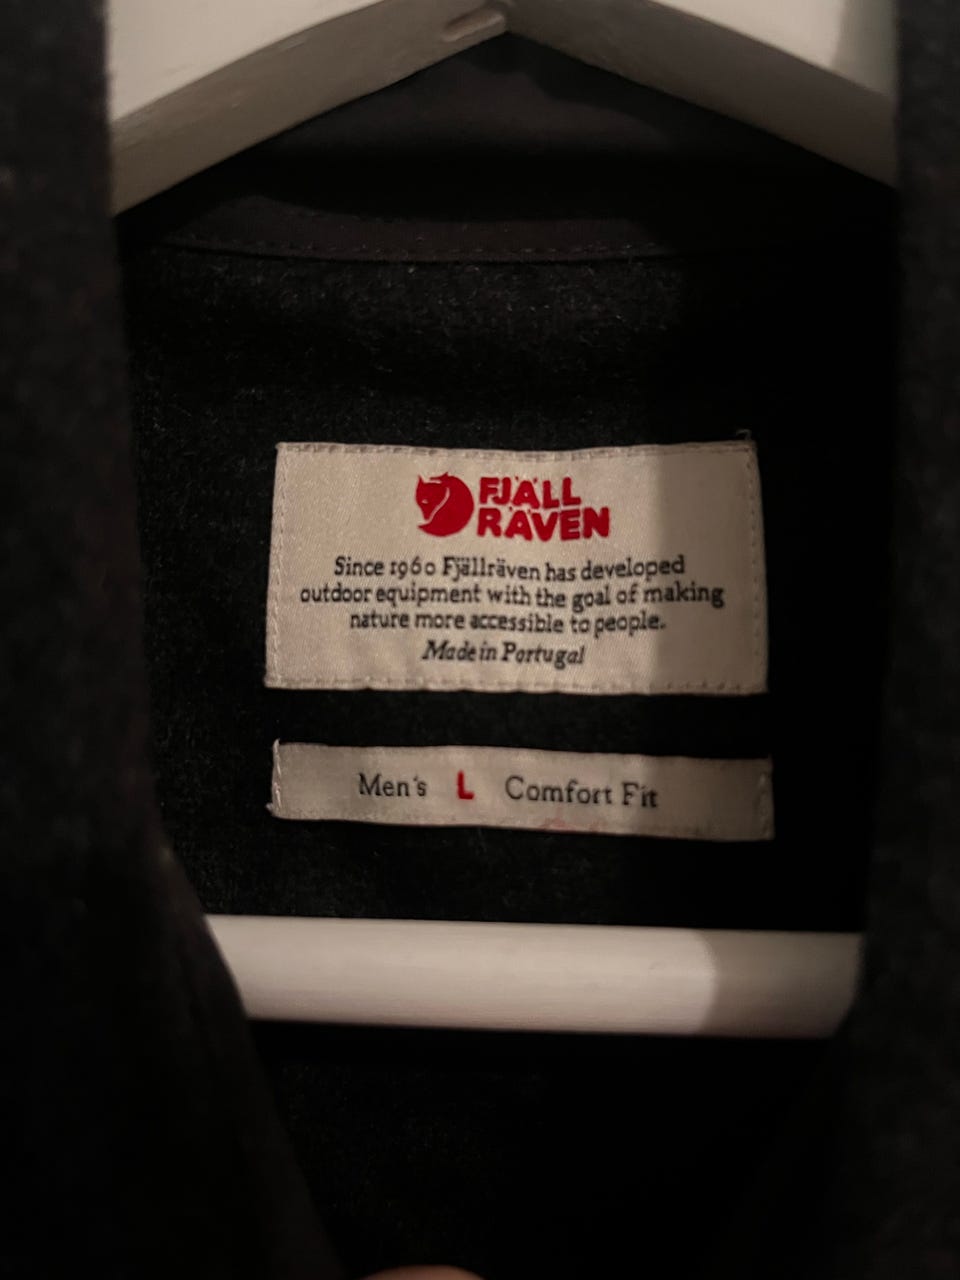 FJÄLL
RÄVEN
Since 1960 Fjällräven has developed
outdoor equipment with the goal of making
nature more accessible to people.
Made in Portugal
Men's L Comfort Fit